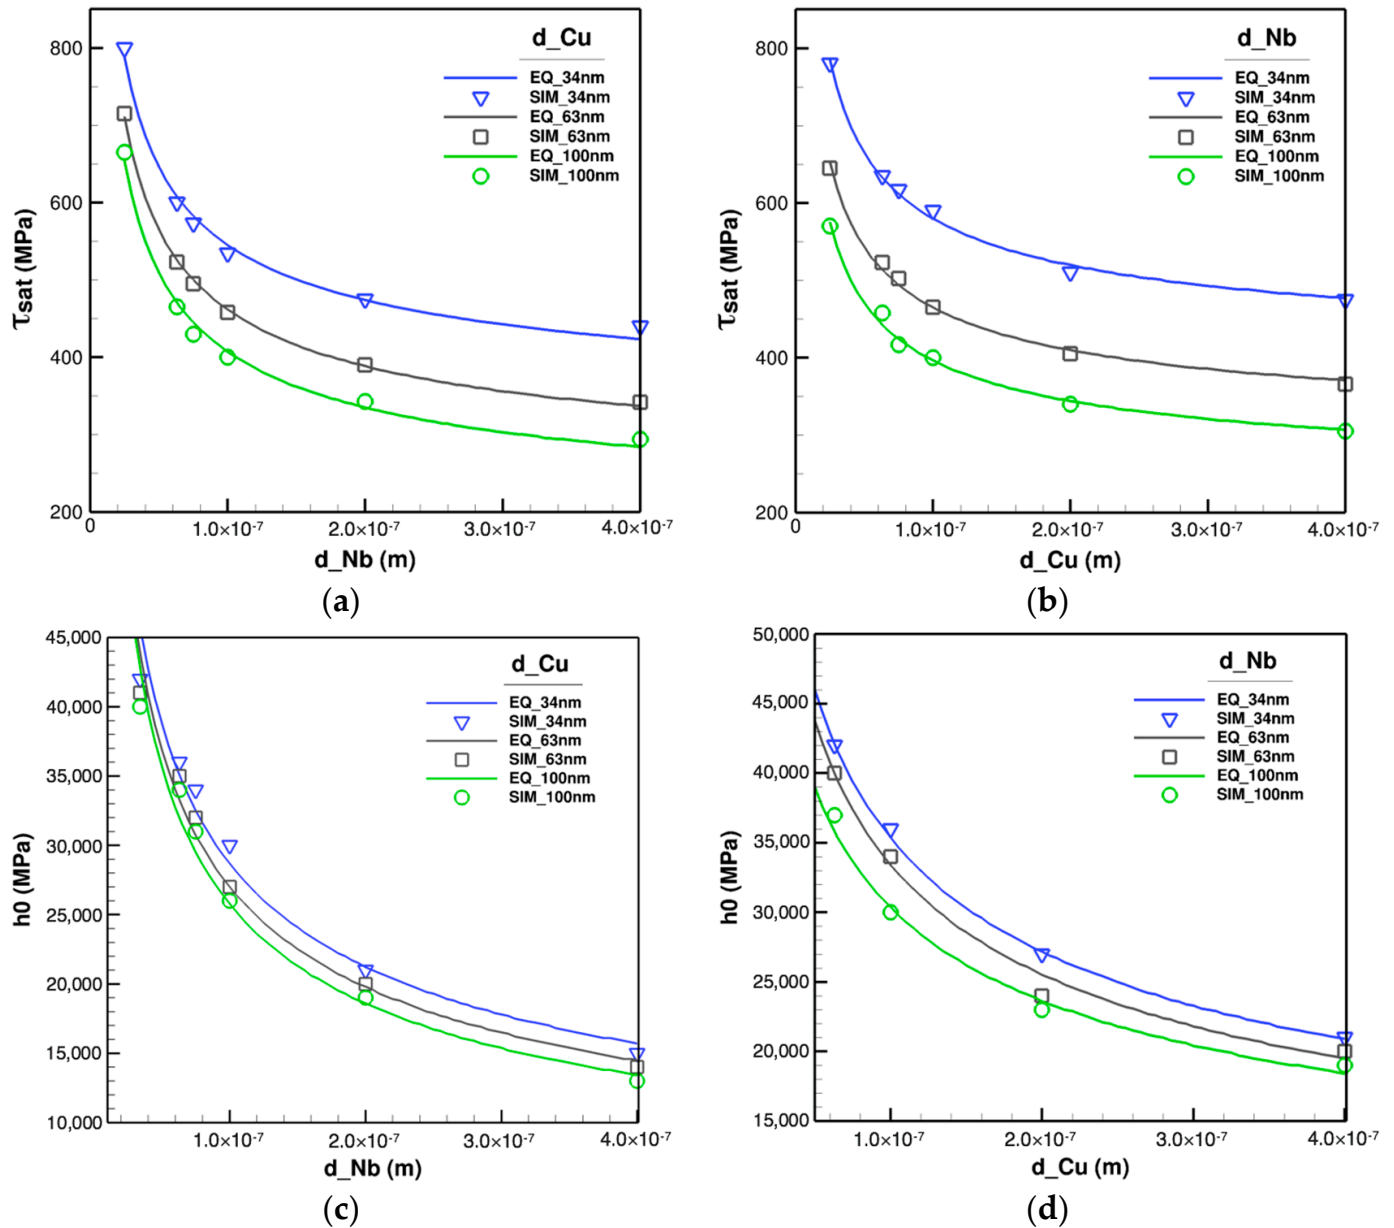 d_Cu
EQ_34nm
SIM_34nm
EQ_63nm
SIM_63nm
EQ_100nm
SIM_100nm
τsat (MPa)
800
600
400
200
0
1.0×10-7
2.0×10-7
3.0×10-7
4.0×10-7
d_Nb (m)
(a)
d_Nb
EQ_34nm
SIM_34nm
EQ_63nm
SIM_63nm
EQ_100nm
SIM_100nm
τsat (MPa)
800
600
400
200
0
1.0×10-7
2.0×10-7
3.0×10-7
4.0×10-7
d_Cu (m)
(b)
d_Cu
EQ_34nm
SIM_34nm
EQ_63nm
SIM_63nm
EQ_100nm
SIM_100nm
h0 (MPa)
45,000
40,000
35,000
30,000
25,000
20,000
15,000
10,000
1.0×10-7
2.0×10-7
3.0×10-7
4.0×10-7
d_Nb (m)
(c)
d_Nb
EQ_34nm
SIM_34nm
EQ_63nm
SIM_63nm
EQ_100nm
SIM_100nm
h0 (MPa)
50,000
45,000
40,000
35,000
30,000
25,000
20,000
15,000
1.0×10-7
2.0×10-7
3.0×10-7
4.0×10-7
d_Cu (m)
(d)